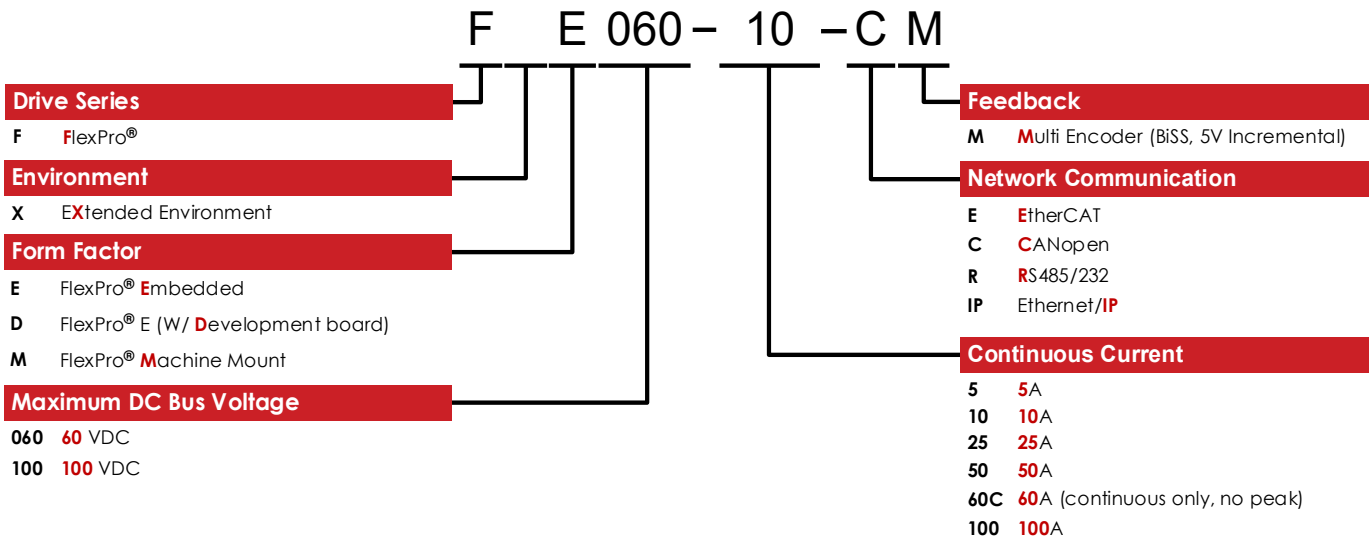 F E 060 – 10 – C M
Drive Series
F FlexPro®
Environment
X EXtended Environment
Form Factor
E FlexPro® Embedded
D FlexPro® E (W/ Development board)
M FlexPro® Machine Mount
Maximum DC Bus Voltage
060 60 VDC
100 100 VDC
Feedback
M Multi Encoder (BiSS, 5V Incremental)
Network Communication
E EtherCAT
C CANopen
R RS485/232
IP Ethernet/IP
Continuous Current
5 5A
10 10A
25 25A
50 50A
60C 60A (continuous only, no peak)
100 100A